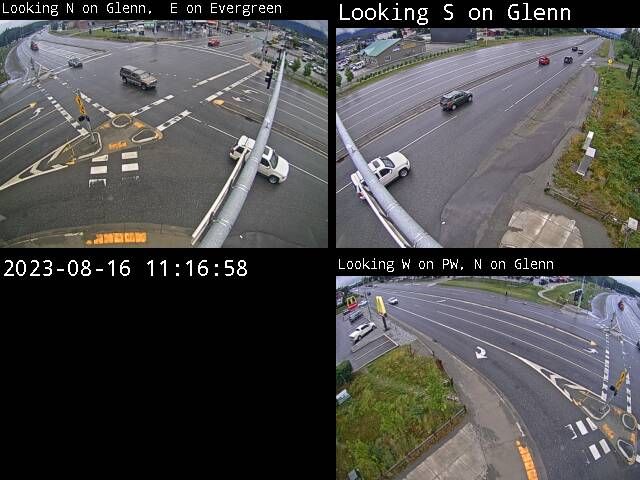 Looking N on Glenn,  E on Evergreen
Looking S on Glenn
2023-08-16 11:16:58
Looking W on PW, N on Glenn